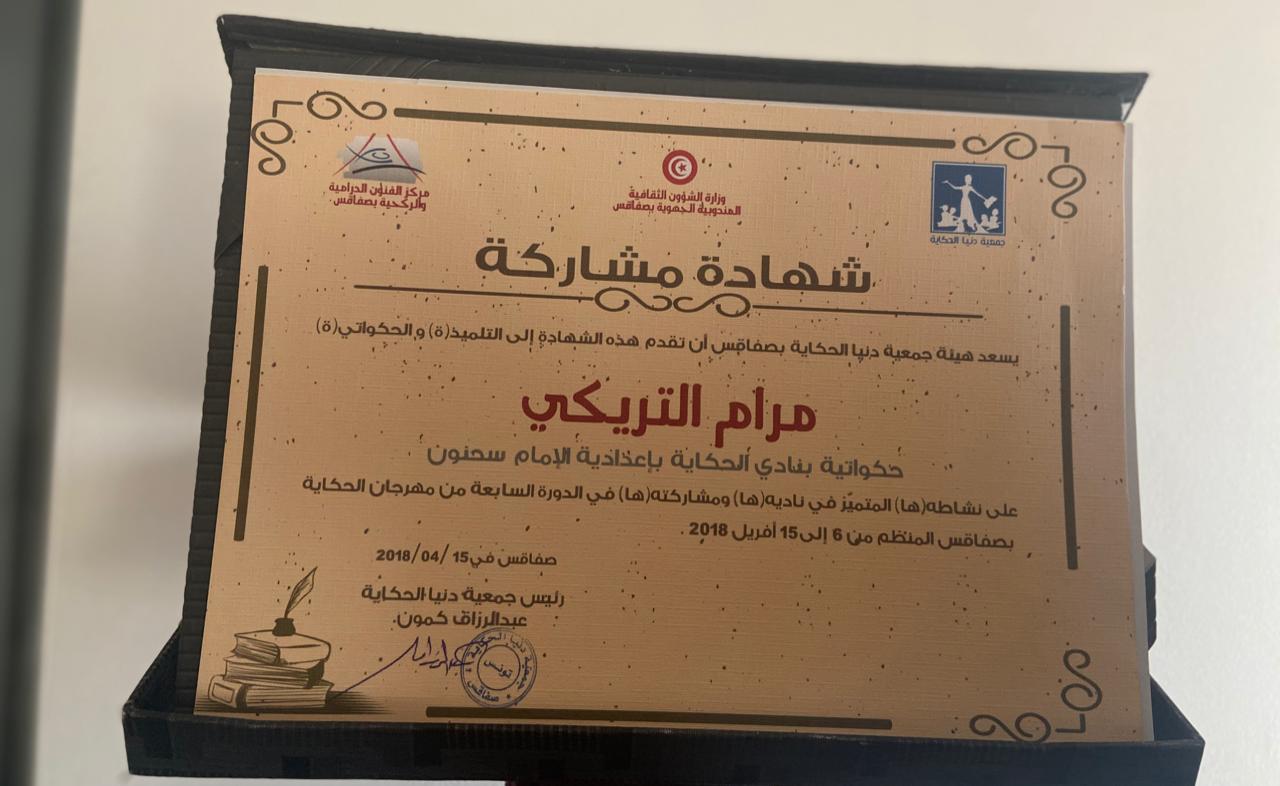 جمعية دنيا الحكاية
وزارة الشؤون الثقافية
المندوبية الجهوية بصفاقس
مركز الفنون الدرامية
والركحية بصفاقس
شهادة مشاركة
يسعد هيئة جمعية دنيا الحكاية بصفاقس أن تقدم هذه الشهادة إلى التلميذ(ة) و الحكواتي(ة)
مرام التريكي
حكواتية بنادي الحكاية بإعدادية الإمام سحنون
على نشاطه(ها) المتميّز في ناديه(ها) ومشاركته(ها) في الدورة السابعة من مهرجان الحكاية
بصفاقس المنظم من 6 إلى 15 أفريل 2018 .
صفاقس في 15 /04/ 2018
رئيس جمعية دنيا الحكاية
عبدالرزاق كمون
جمعية دنيا الحكاية
تونس
صفاقس